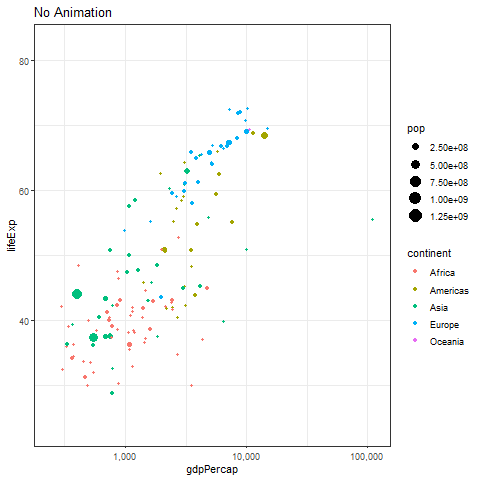 No Animation
80
60
40
lifeExp
1,000
10,000
100,000
gdpPercap
pop
2.50e+08
5.00e+08
7.50e+08
1.00e+09
1.25e+09
continent
Africa
Americas
Asia
Europe
Oceania